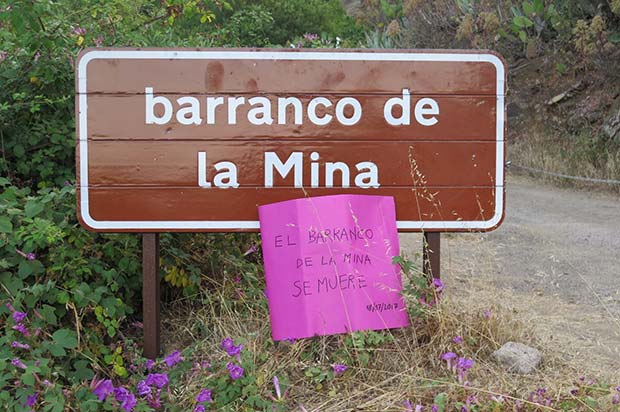 barranco de
la Mina
EL BARRANCO
DE LA MINA
SE MUERE